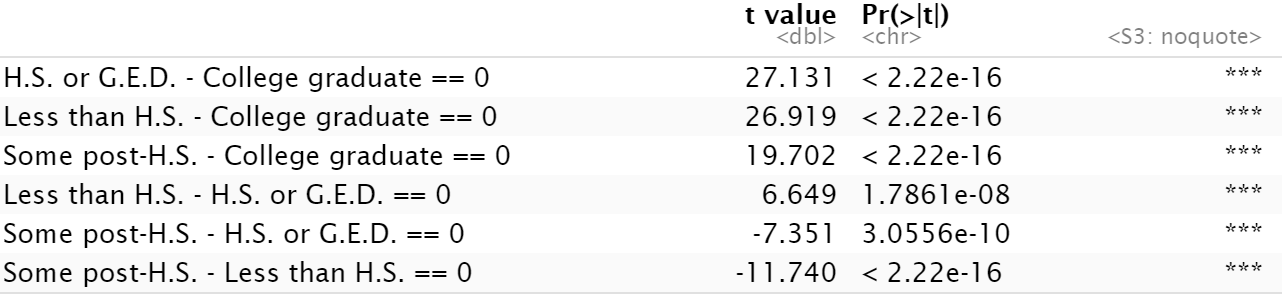 t value Pr(>|t|)
<dbl> <chr> <S3: noquote>
H.S. or G.E.D. - College graduate == 0 27.131 < 2.22e-16 ***
Less than H.S. - College graduate == 0 26.919 < 2.22e-16 ***
Some post-H.S. - College graduate == 0 19.702 < 2.22e-16 ***
Less than H.S. - H.S. or G.E.D. == 0 6.649 1.7861e-08 ***
Some post-H.S. - H.S. or G.E.D. == 0 -7.351 3.0556e-10 ***
Some post-H.S. - Less than H.S. == 0 -11.740 < 2.22e-16 ***